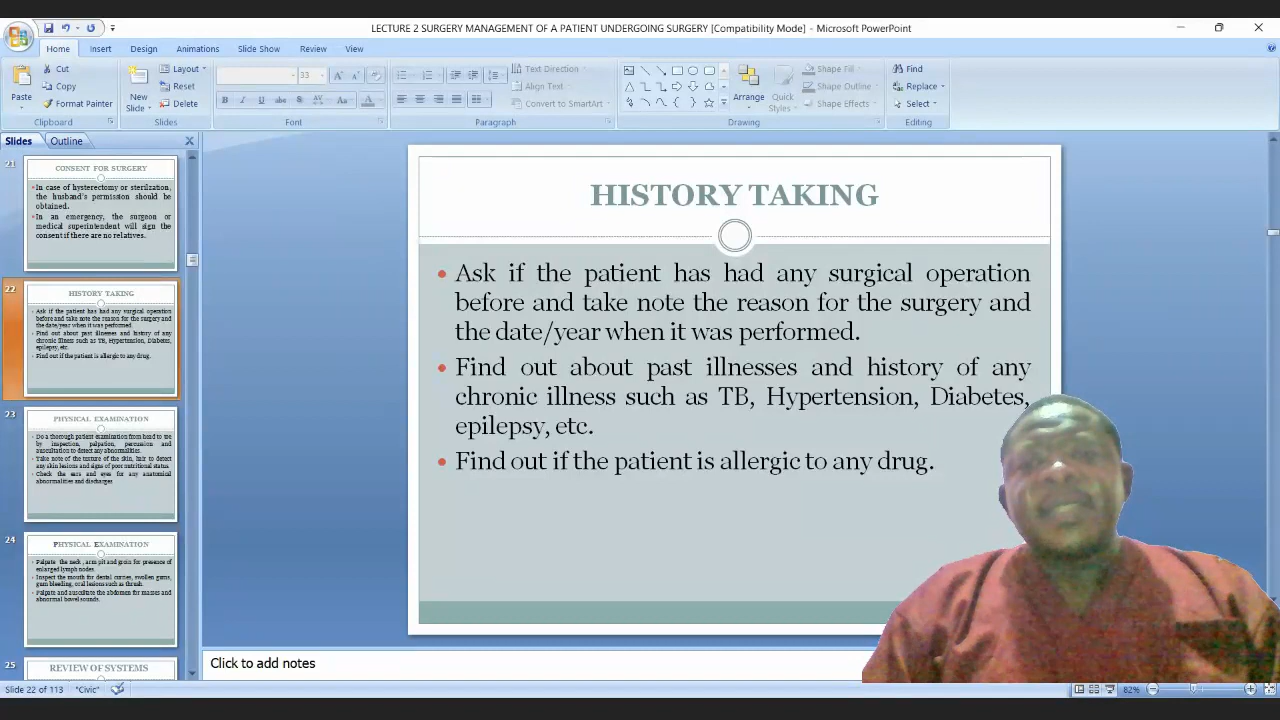 LECTURE 2 SURGERY MANAGEMENT OF A PATIENT UNDERGOING SURGERY [Compatibility Mode] - Microsoft PowerPoint
Home Insert Design Animations Slide Show Review View
Cut
Copy
Format Painter
Paste
Clipboard
New
Slide
Layout
Reset
Delete
Slides
33
B I U abc S AV Aa A
Font
Text Direction
Align Text
Convert to SmartArt
Paragraph
Arrange
Quick
Styles
Shape Fill
Shape Outline
Shape Effects
Drawing
Find
Replace
Select
Editing
Slides Outline
21
CONSENT FOR SURGERY
In case of hysterectomy or sterilzation,
the husband's permission should be
obtained.
In an emergency, the surgeon or
medical superintendent will sign the
consent if there are no relatives.
22
HISTORY TAKING
Ask if the patient has had any surgical operation
before and take note the reason for the surgery and
the date/year when it was performed.
Find out about past illnesses and history of any
chronic illness such as TB, Hypertension, Diabetes,
epilepsy, etc.
Find out if the patient is allergic to any drug.
23
PHYSICAL EXAMINATION
Do a thorough patient examination from head to toe
by inspection, palpation, percussion and
auscultation to detect any abnormalities.
Take note of the texture of the skin, hair to detect
any skin lesions and signs of poor nutritional status.
Check the ears and eyes for any anatomical
abnormalities and discharges
24
PHYSICAL EXAMINATION
Palpate the neck , arm pit and groin for presence of
enlarged lymph nodes.
Inspect the mouth for dental carries, swollen gums,
gum bleeding, oral lesions such as thrush.
Palpate and auscultate the abdomen for masses and
abnormal bowel sounds.
25
REVIEW OF SYSTEMS
HISTORY TAKING
Ask if the patient has had any surgical operation
before and take note the reason for the surgery and
the date/year when it was performed.
Find out about past illnesses and history of any
chronic illness such as TB, Hypertension, Diabetes,
epilepsy, etc.
Find out if the patient is allergic to any drug.
Click to add notes
Slide 22 of 113 "Civic" 82%